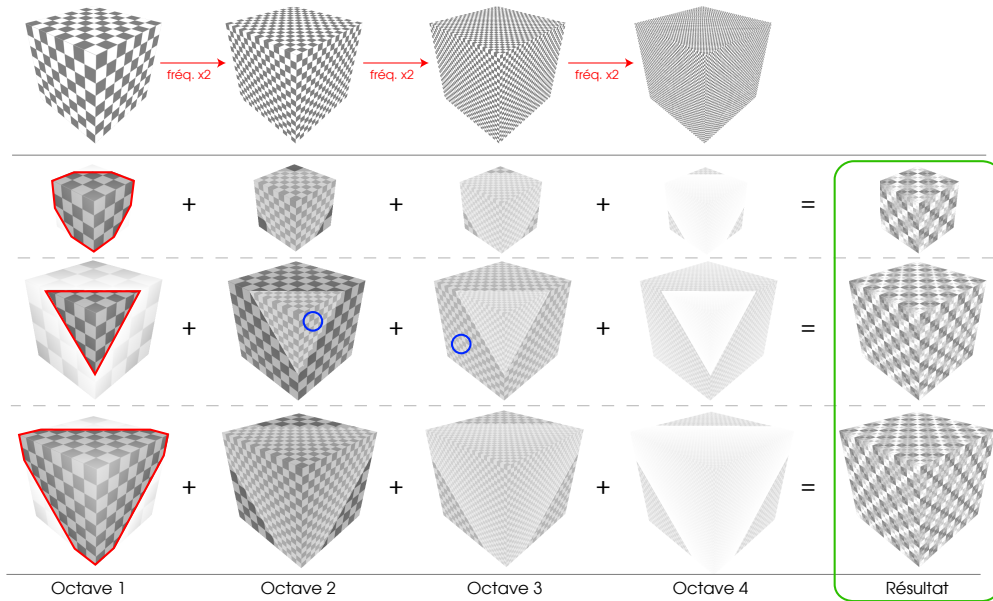 fréq. x2 fréq. x2 fréq. x2
+ + + =
+ + + =
+ + + =
Octave 1 Octave 2 Octave 3 Octave 4 Résultat